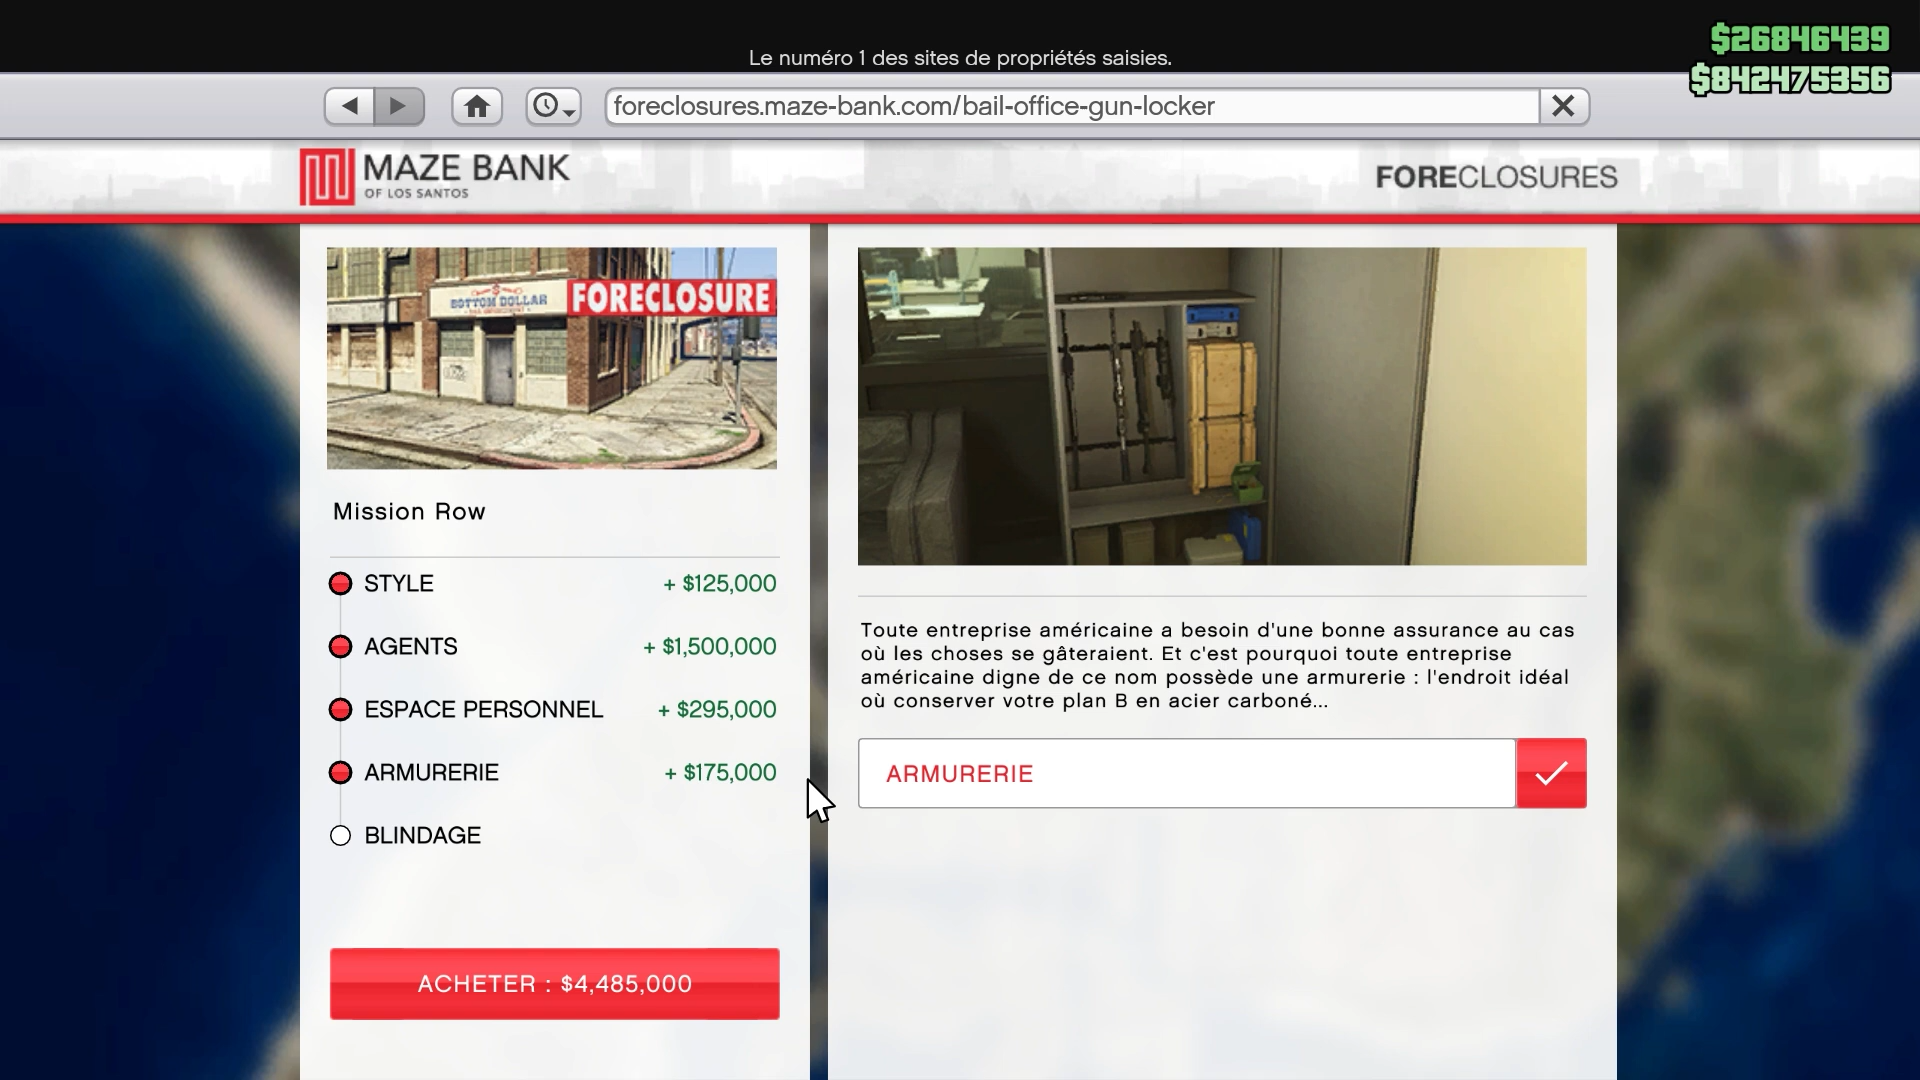 $26846439
Le numéro 1 des sites de propriétés saisies.
$842475356
foreclosures.maze-bank.com/bail-office-gun-locker
MAZE BANK
OF LOS SANTOS
FORECLOSURES
BOTTOM DOLLAR
FORECLOSURE
Mission Row
STYLE + $125,000
AGENTS + $1,500,000
ESPACE PERSONNEL + $295,000
ARMURERIE + $175,000
BLINDAGE
ACHETER : $4,485,000
Toute entreprise américaine a besoin d'une bonne assurance au cas
où les choses se gâteraient. Et c'est pourquoi toute entreprise
américaine digne de ce nom possède une armurerie : l'endroit idéal
où conserver votre plan B en acier carboné...
ARMURERIE